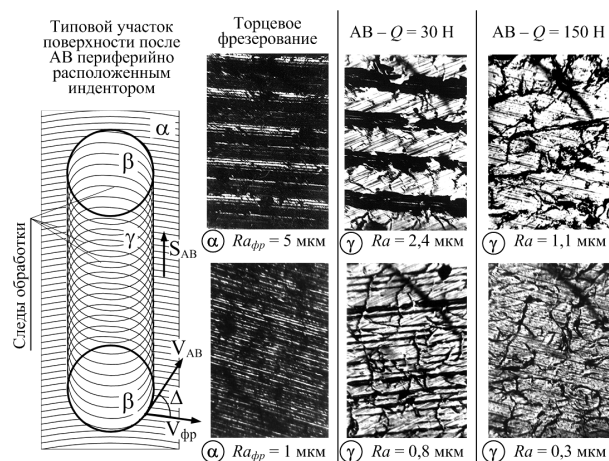 Типовой участок
поверхности после
АВ периферийно
расположенным
индентором
α
β
γ
S_АВ
Следы обработки
V_АВ
β
Δ
V_фр
Торцевое
фрезерование
АВ – Q = 30 Н
АВ – Q = 150 Н
α Ra_фр = 5 мкм
γ Ra = 2,4 мкм
γ Ra = 1,1 мкм
α Ra_фр = 1 мкм
γ Ra = 0,8 мкм
γ Ra = 0,3 мкм